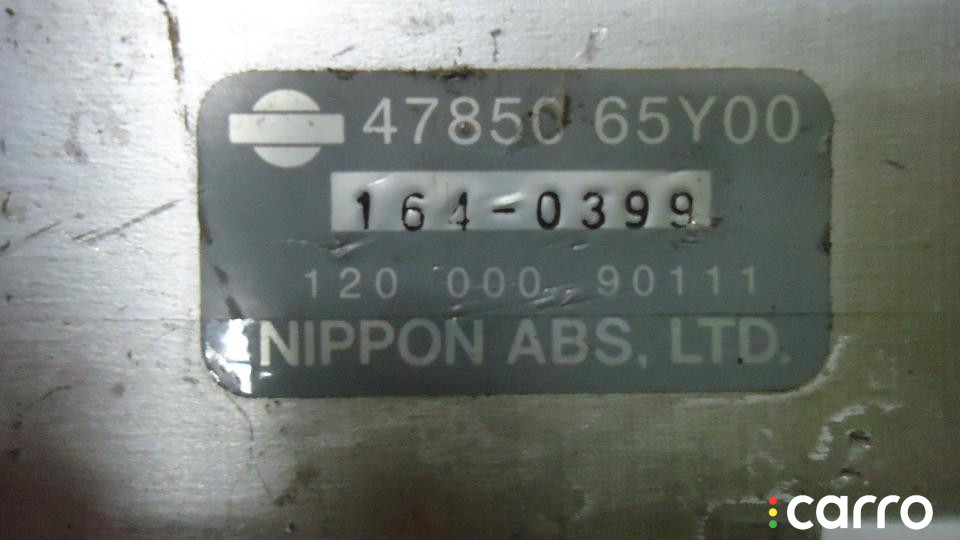 47850 65Y00
164-0399
120 000 90111
NIPPON ABS, LTD.
carro